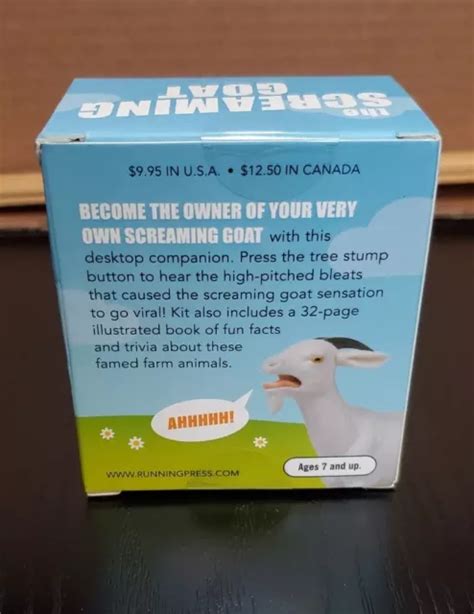 the
SCREAMING
GOAT
$9.95 IN U.S.A. • $12.50 IN CANADA
BECOME THE OWNER OF YOUR VERY
OWN SCREAMING GOAT with this
desktop companion. Press the tree stump
button to hear the high-pitched bleats
that caused the screaming goat sensation
to go viral! Kit also includes a 32-page
illustrated book of fun facts
and trivia about these
famed farm animals.
AHHHHH!
Ages 7 and up.
WWW.RUNNINGPRESS.COM